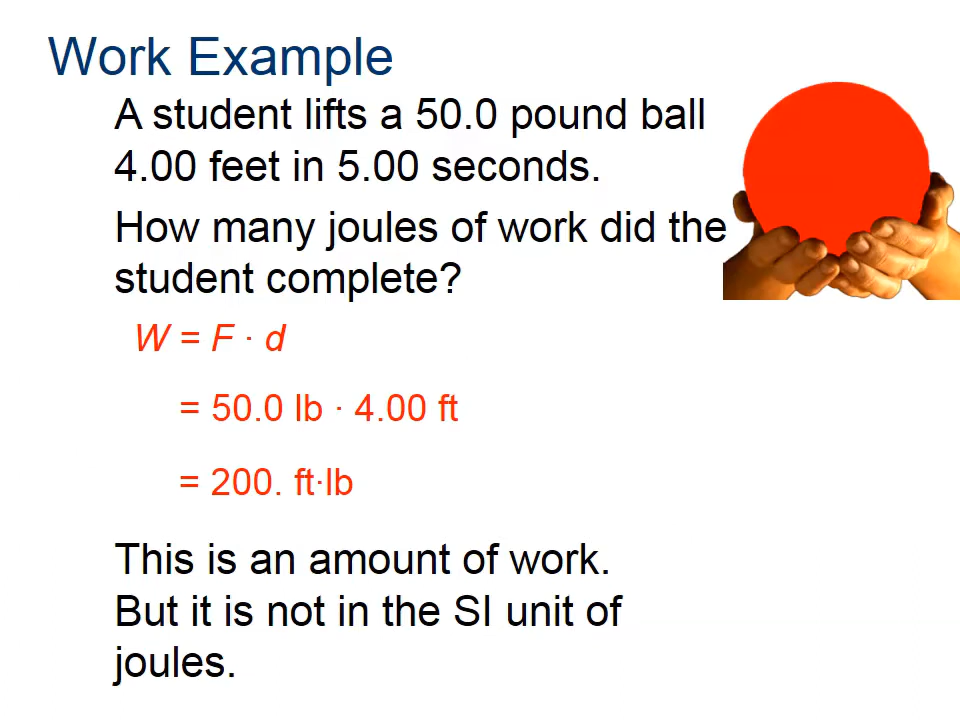 Work Example
A student lifts a 50.0 pound ball
4.00 feet in 5.00 seconds.
How many joules of work did the
student complete?
W = F · d
= 50.0 lb · 4.00 ft
= 200. ft·lb
This is an amount of work.
But it is not in the SI unit of
joules.